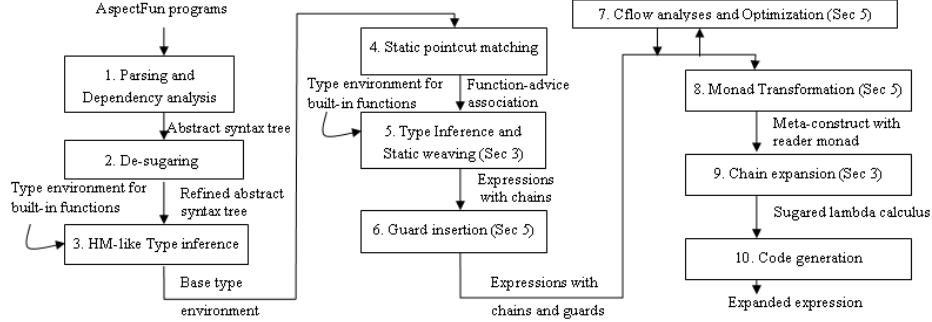 AspectFun programs
1. Parsing and
Dependency analysis
Abstract syntax tree
2. De-sugaring
Type environment for
built-in functions
Refined abstract
syntax tree
3. HM-like Type inference
Base type
environment
4. Static pointcut matching
Type environment for
built-in functions
Function-advice
association
5. Type Inference and
Static weaving (Sec 3)
Expressions
with chains
6. Guard insertion (Sec 5)
Expressions with
chains and guards
7. Cflow analyses and Optimization (Sec 5)
8. Monad Transformation (Sec 5)
Meta-construct with
reader monad
9. Chain expansion (Sec 3)
Sugared lambda calculus
10. Code generation
Expanded expression